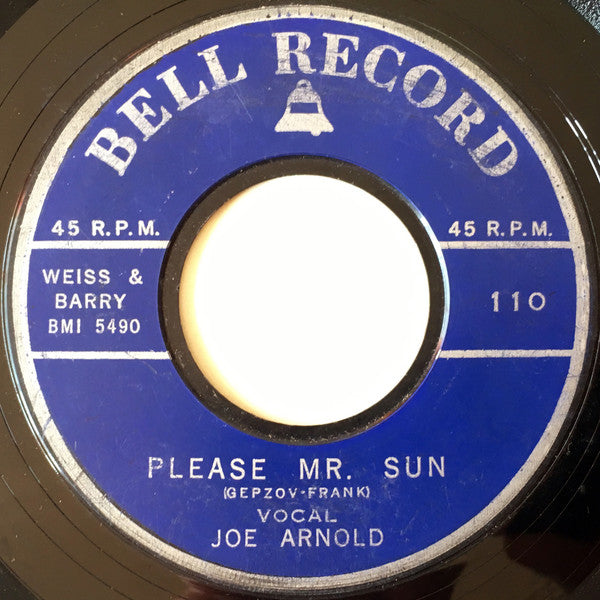 BELL RECORD
45 R.P.M. 45 R.P.M.
WEISS &
BARRY
BMI 5490
110
PLEASE MR. SUN
(GEPZOV-FRANK)
VOCAL
JOE ARNOLD